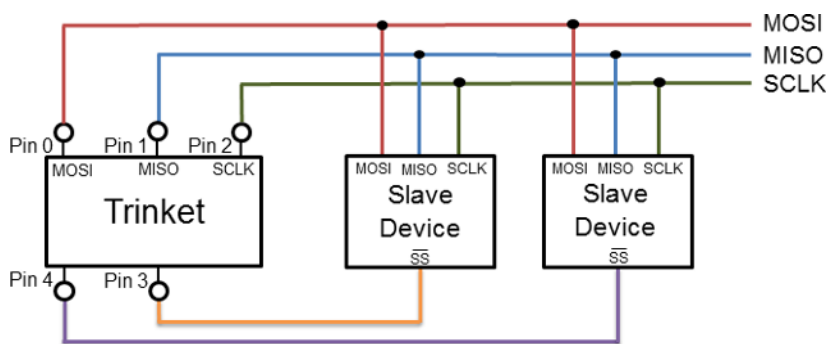 MOSI
MISO
SCLK
Pin 0 Pin 1 Pin 2
MOSI MISO SCLK
Trinket
MOSI MISO SCLK
Slave
Device
SS
MOSI MISO SCLK
Slave
Device
SS
Pin 4 Pin 3